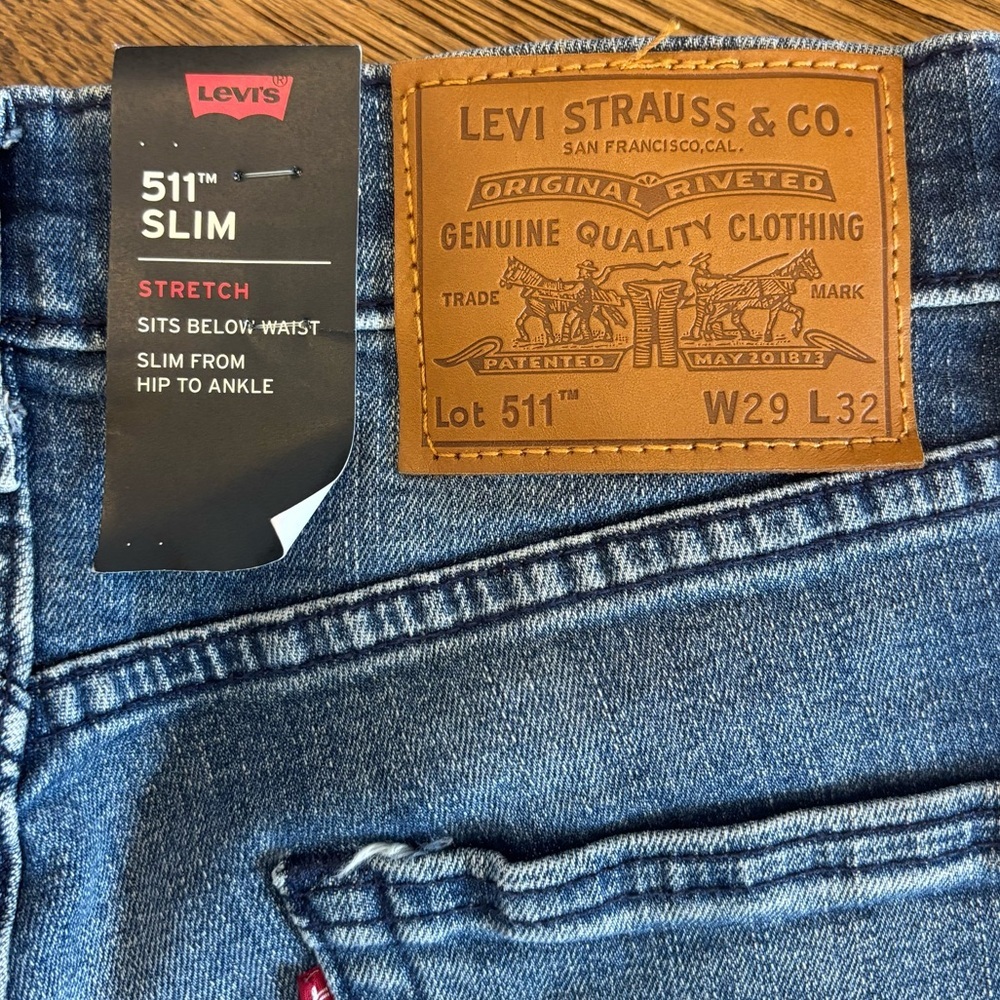 LEVI'S®
511™
SLIM
STRETCH
SITS BELOW WAIST
SLIM FROM
HIP TO ANKLE
LEVI STRAUSS & CO.
SAN FRANCISCO, CAL.
ORIGINAL RIVETED
GENUINE QUALITY CLOTHING
TRADE MARK
PATENTED MAY 20 1873
Lot 511™ W29 L32